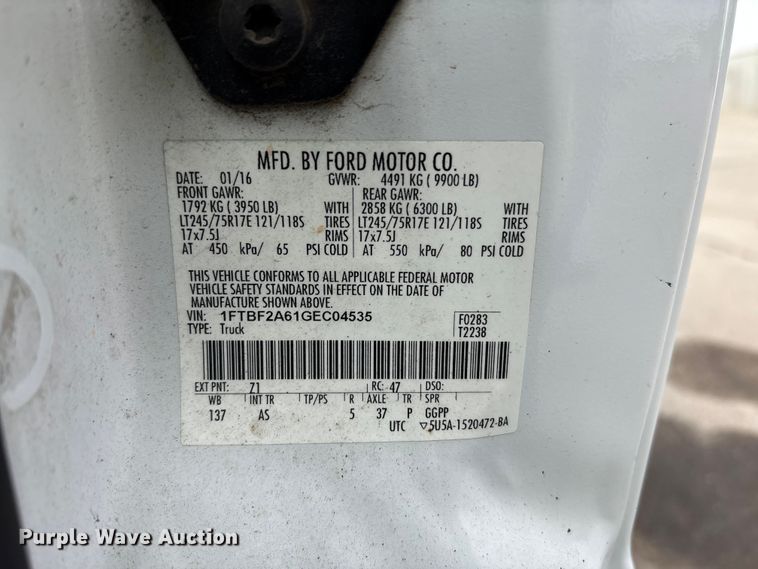 MFD. BY FORD MOTOR CO.
DATE: 01/16 GVWR: 4491 KG ( 9900 LB)
FRONT GAWR: REAR GAWR:
1792 KG ( 3950 LB) WITH 2858 KG ( 6300 LB) WITH
LT245/75R17E 121/118S TIRES LT245/75R17E 121/118S TIRES
17x7.5J RIMS 17x7.5J RIMS
AT 450 kPa/ 65 PSI COLD AT 550 kPa/ 80 PSI COLD
THIS VEHICLE CONFORMS TO ALL APPLICABLE FEDERAL MOTOR
VEHICLE SAFETY STANDARDS IN EFFECT ON THE DATE OF
MANUFACTURE SHOWN ABOVE.
VIN: 1FTBF2A61GEC04535 F0283
TYPE: Truck T2238
EXT PNT: Z1 RC: 47 DSO:
WB INT TR TP/PS R AXLE TR SPR
137 AS 5 37 P GGPP
UTC ▽5U5A-1520472-BA
Purple Wave Auction